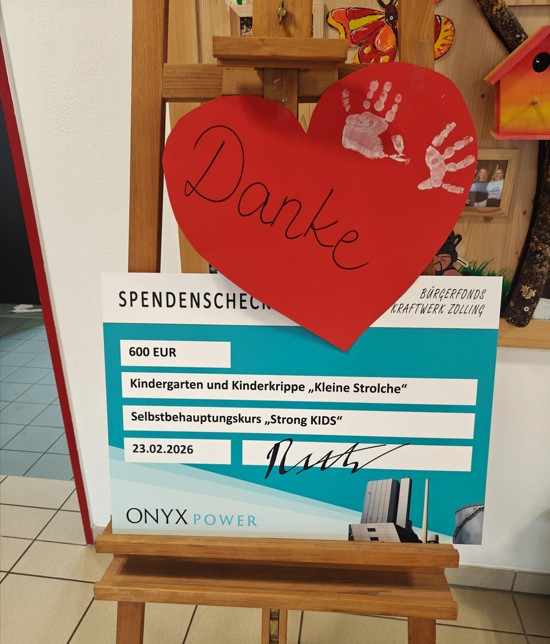 Danke
SPENDENSCHECK
BÜRGERFONDS
KRAFTWERK ZOLLING
600 EUR
Kindergarten und Kinderkrippe „Kleine Strolche“
Selbstbehauptungskurs „Strong KIDS“
23.02.2026
ONYX POWER